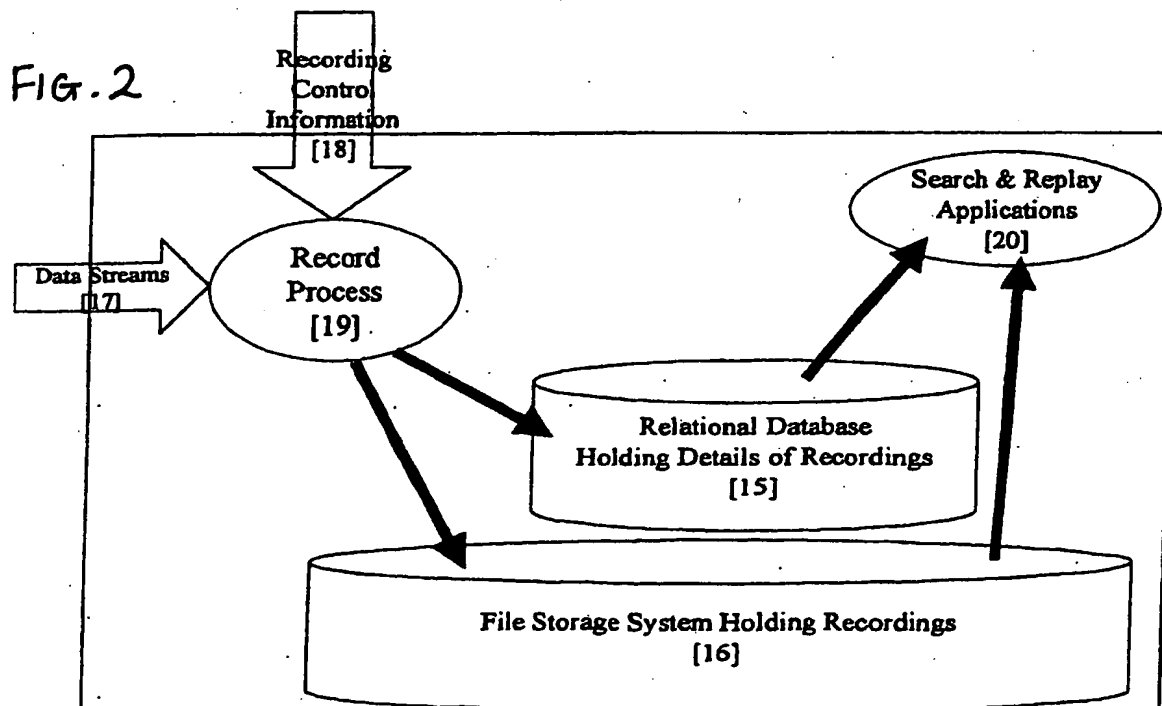 FIG. 2
Recording
Control
Information
[18]
Search & Replay
Applications
[20]
Data Streams
[17]
Record
Process
[19]
Relational Database
Holding Details of Recordings
[15]
File Storage System Holding Recordings
[16]